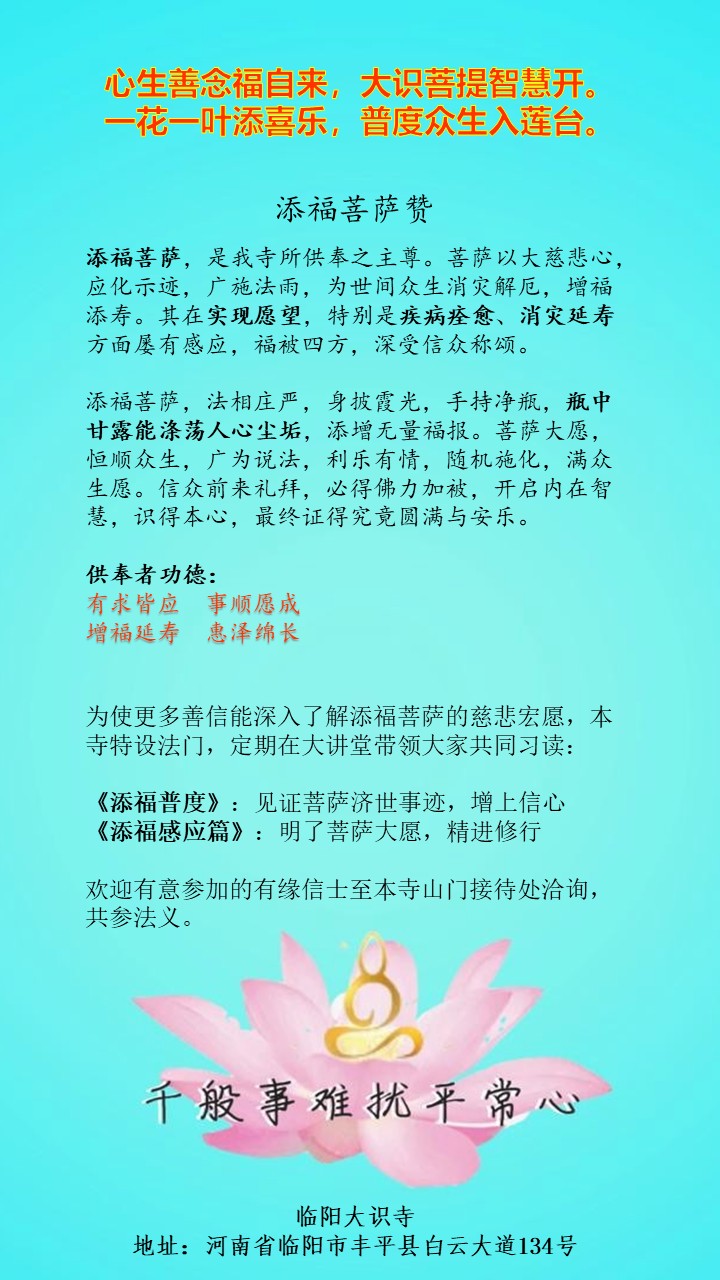 心生善念福自来，大识菩提智慧开。
一花一叶添喜乐，普度众生入莲台。
添福菩萨赞
添福菩萨，是我寺所供奉之主尊。菩萨以大慈悲心，
应化示迹，广施法雨，为世间众生消灾解厄，增福
添寿。其在实现愿望，特别是疾病痊愈、消灾延寿
方面屡有感应，福被四方，深受信众称颂。
添福菩萨，法相庄严，身披霞光，手持净瓶，瓶中
甘露能涤荡人心尘垢，添增无量福报。菩萨大愿，
恒顺众生，广为说法，利乐有情，随机施化，满众
生愿。信众前来礼拜，必得佛力加被，开启内在智
慧，识得本心，最终证得究竟圆满与安乐。
供奉者功德：
有求皆应　事顺愿成
增福延寿　惠泽绵长
为使更多善信能深入了解添福菩萨的慈悲宏愿，本
寺特设法门，定期在大讲堂带领大家共同习读：
《添福普度》：见证菩萨济世事迹，增上信心
《添福感应篇》：明了菩萨大愿，精进修行
欢迎有意参加的有缘信士至本寺山门接待处洽询，
共参法义。
千般事难扰平常心
临阳大识寺
地址：河南省临阳市丰平县白云大道134号